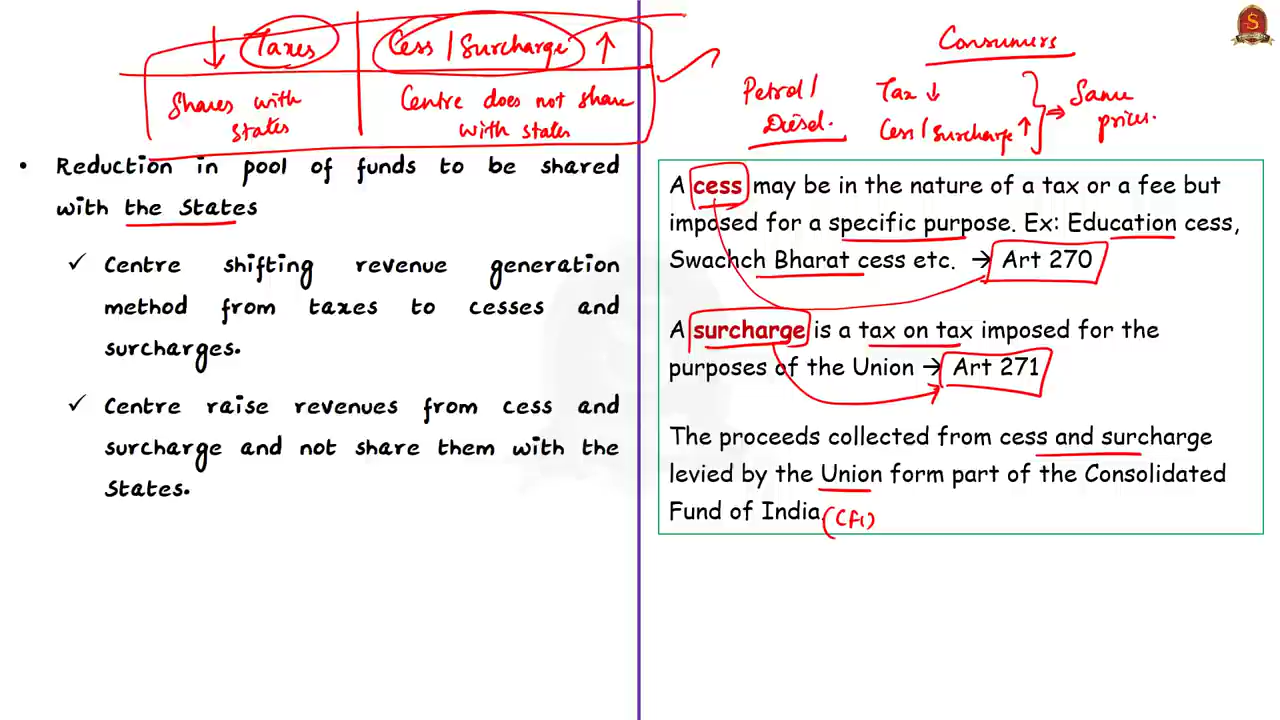 ↓ Taxes | Cess / Surcharge ↑
Shares with states | Centre does not share with states
• Reduction in pool of funds to be shared
with the States
✓ Centre shifting revenue generation
method from taxes to cesses and
surcharges.
✓ Centre raise revenues from cess and
surcharge and not share them with the
States.
Consumers
Petrol / Diesel.
Tax ↓
Cess / Surcharge ↑
⇒ Same prices.
A cess may be in the nature of a tax or a fee but
imposed for a specific purpose. Ex: Education cess,
Swachch Bharat cess etc. → Art 270
A surcharge is a tax on tax imposed for the
purposes of the Union → Art 271
The proceeds collected from cess and surcharge
levied by the Union form part of the Consolidated
Fund of India. (CFI)